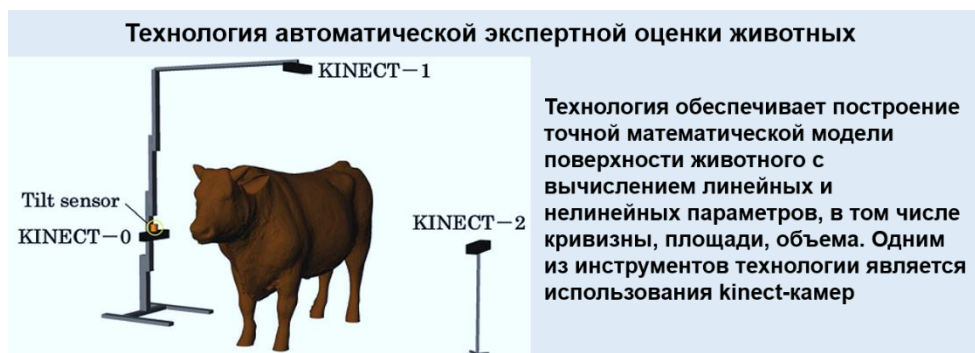 Технология автоматической экспертной оценки животных
KINECT−1
Tilt sensor
KINECT−0
KINECT−2
Технология обеспечивает построение
точной математической модели
поверхности животного с
вычислением линейных и
нелинейных параметров, в том числе
кривизны, площади, объема. Одним
из инструментов технологии является
использования kinect-камер